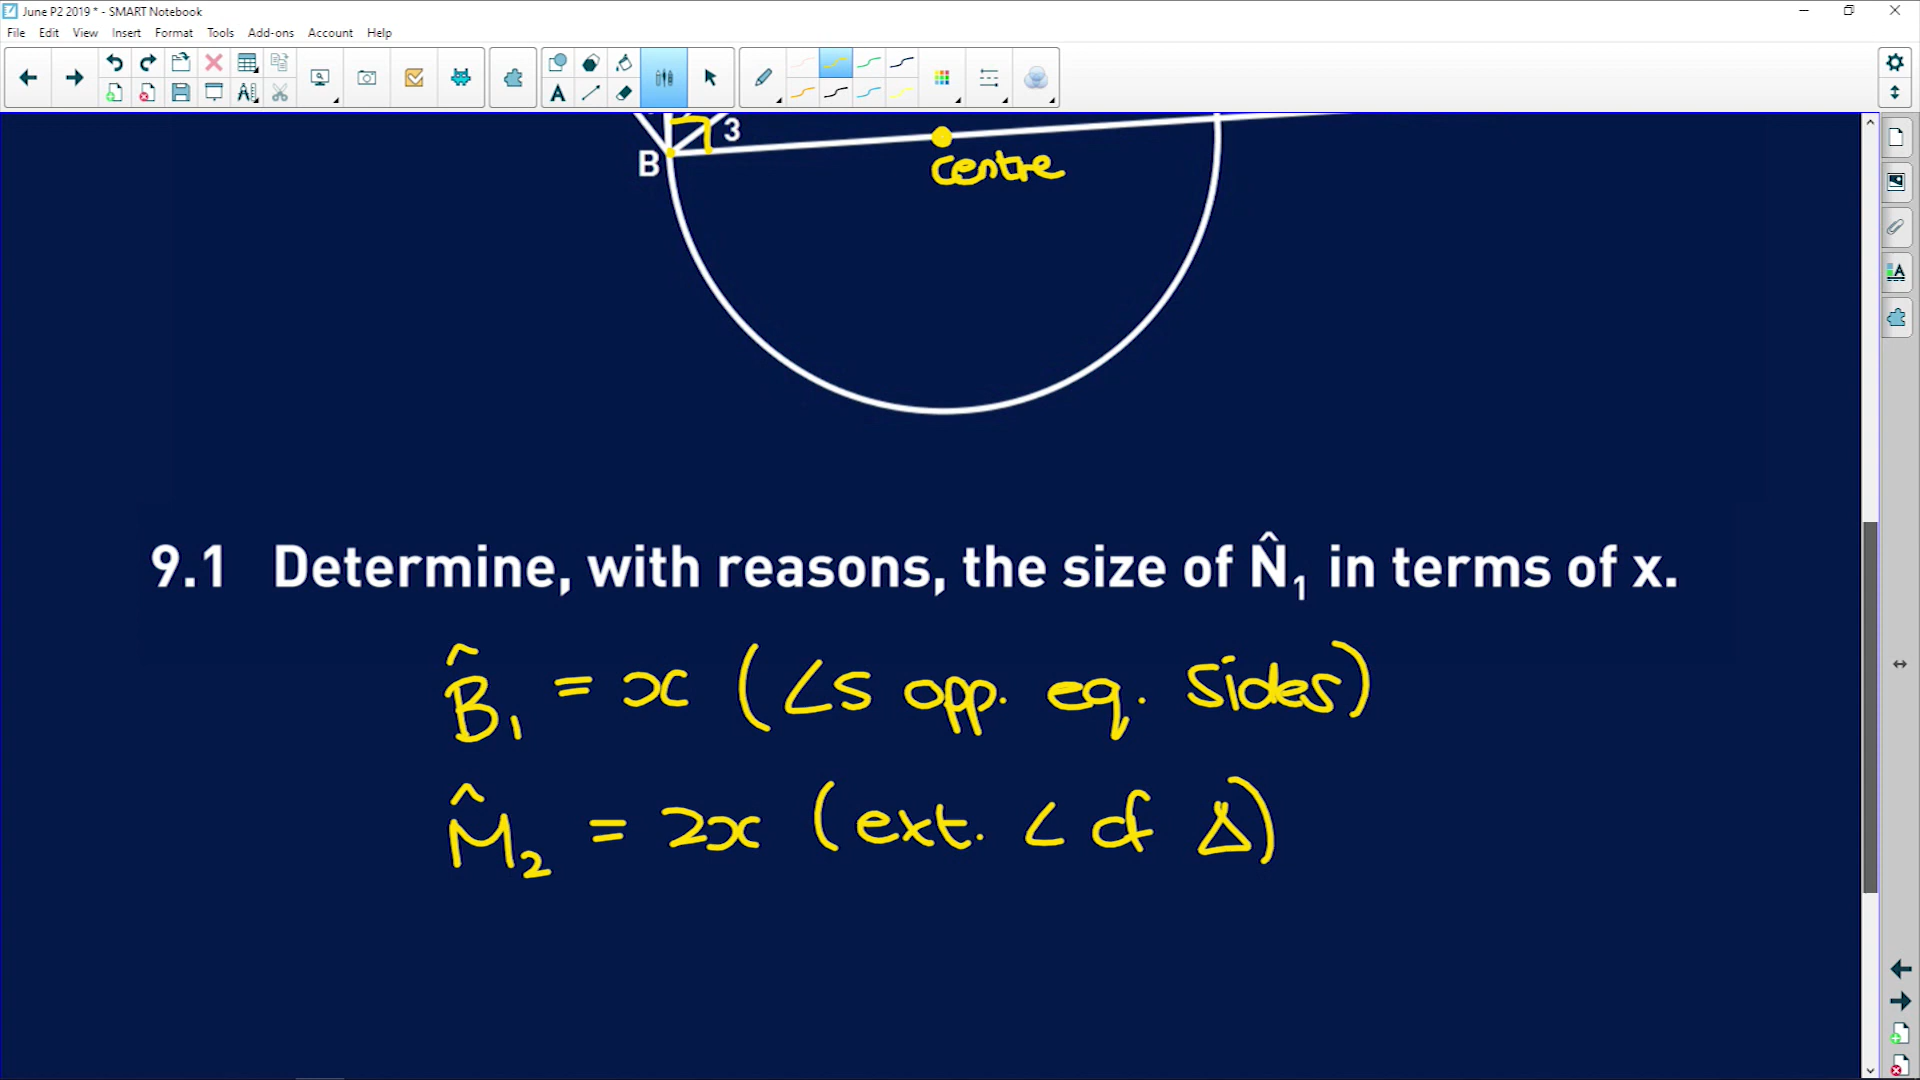 June P2 2019 * - SMART Notebook
File Edit View Insert Format Tools Add-ons Account Help
3
B
centre
9.1 Determine, with reasons, the size of N̂₁ in terms of x.
B̂₁ = x (∠s opp. eq. sides)
M̂₂ = 2x (ext. ∠ of Δ)